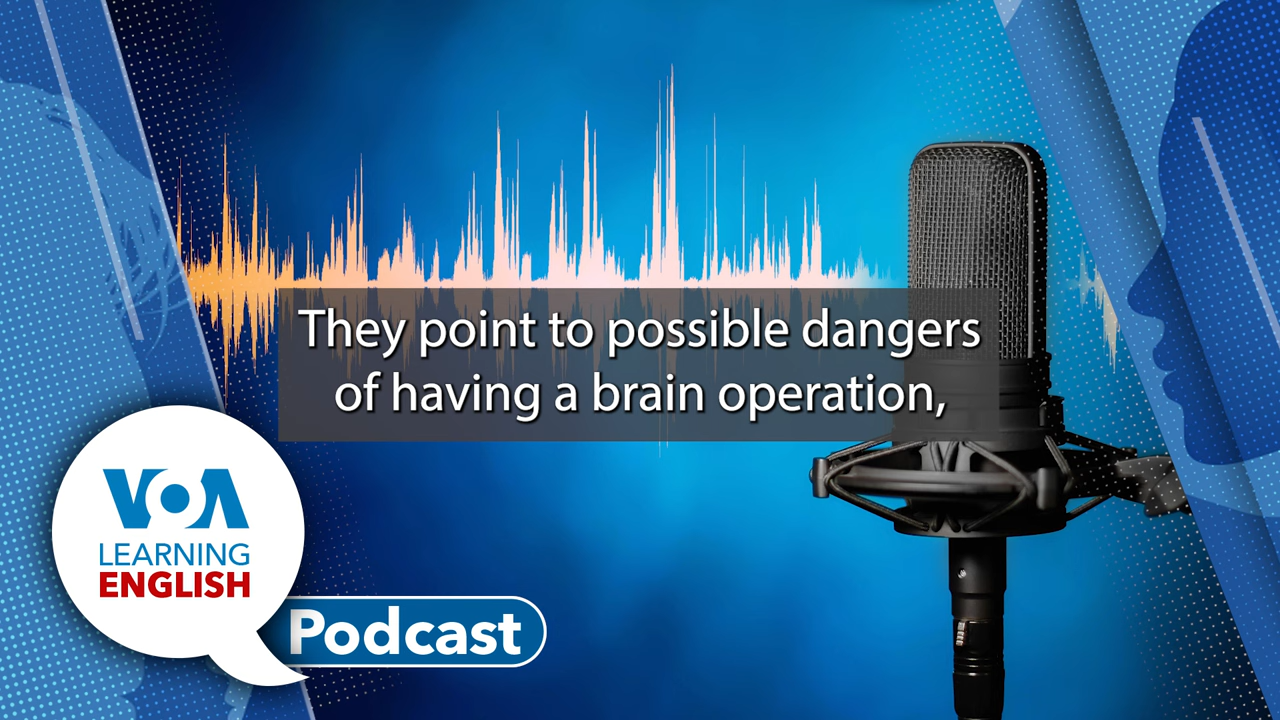 They point to possible dangers
of having a brain operation,
VOA
LEARNING
ENGLISH
Podcast